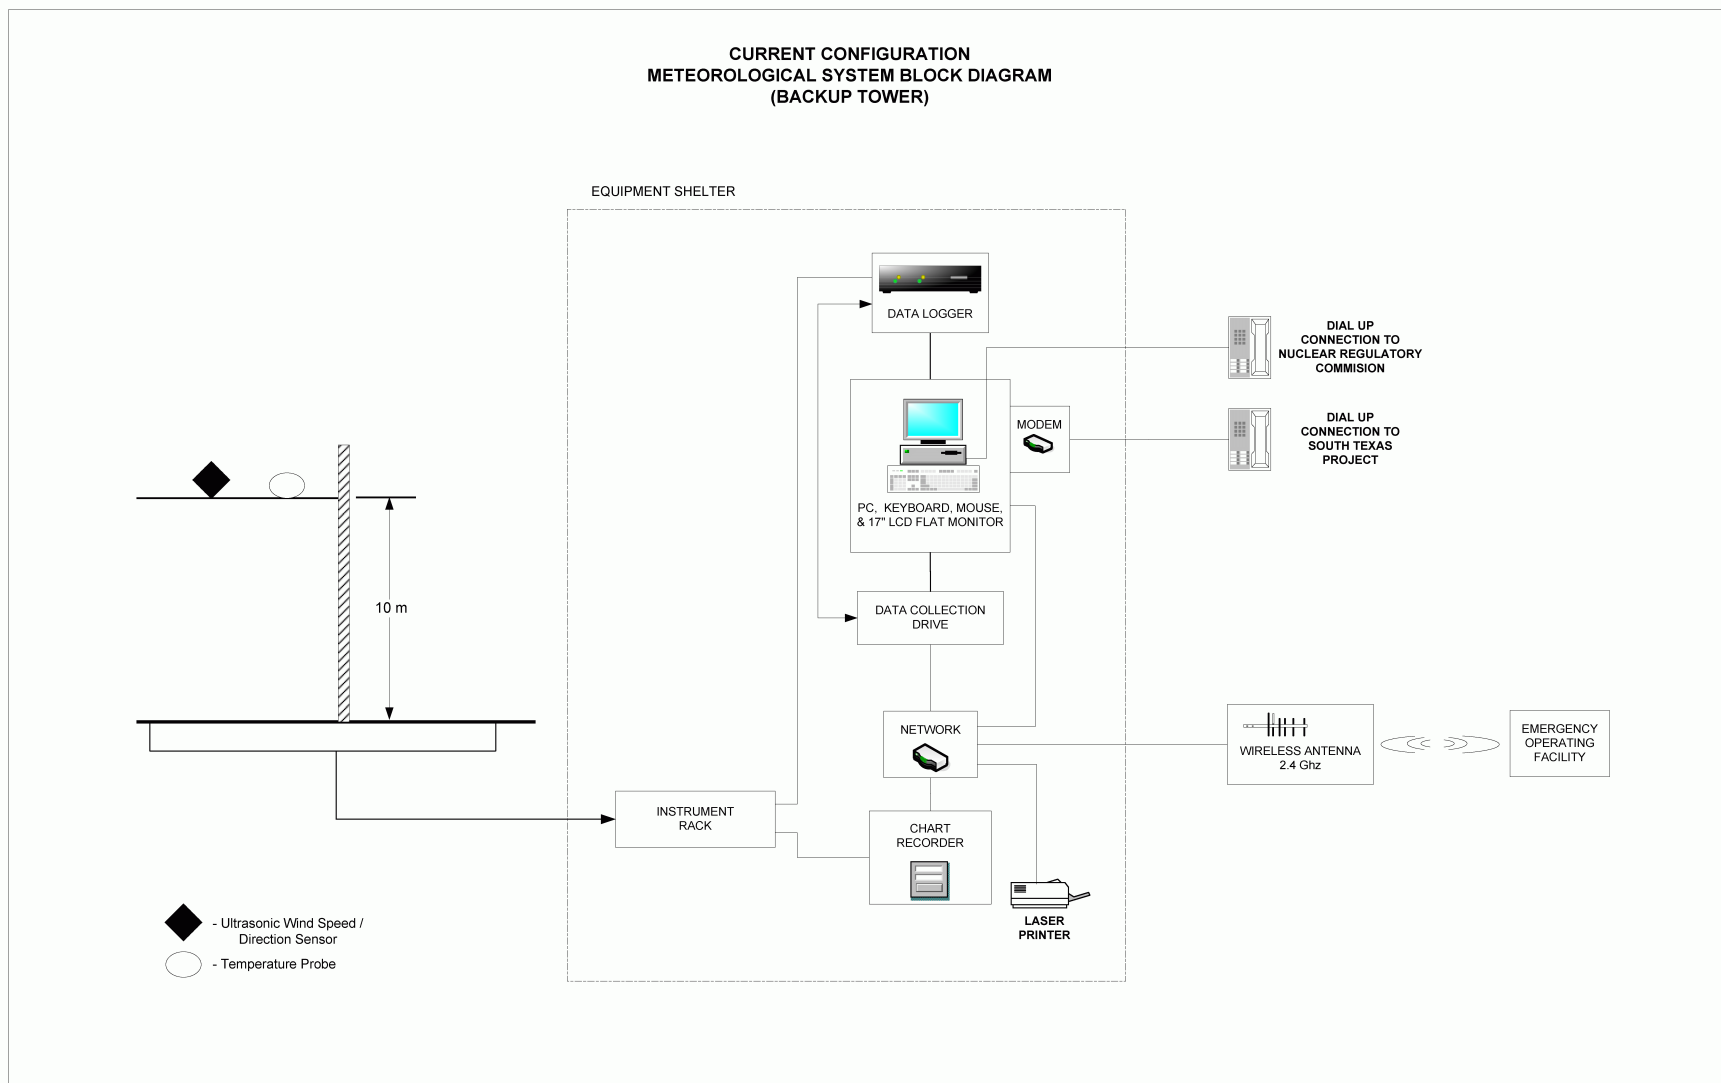 CURRENT CONFIGURATION
METEOROLOGICAL SYSTEM BLOCK DIAGRAM
(BACKUP TOWER)
EQUIPMENT SHELTER
DATA LOGGER
DIAL UP
CONNECTION TO
NUCLEAR REGULATORY
COMMISION
MODEM
DIAL UP
CONNECTION TO
SOUTH TEXAS
PROJECT
PC, KEYBOARD, MOUSE,
& 17" LCD FLAT MONITOR
10 m
DATA COLLECTION
DRIVE
NETWORK
WIRELESS ANTENNA
2.4 Ghz
EMERGENCY
OPERATING
FACILITY
INSTRUMENT
RACK
CHART
RECORDER
LASER
PRINTER
- Ultrasonic Wind Speed /
Direction Sensor
- Temperature Probe